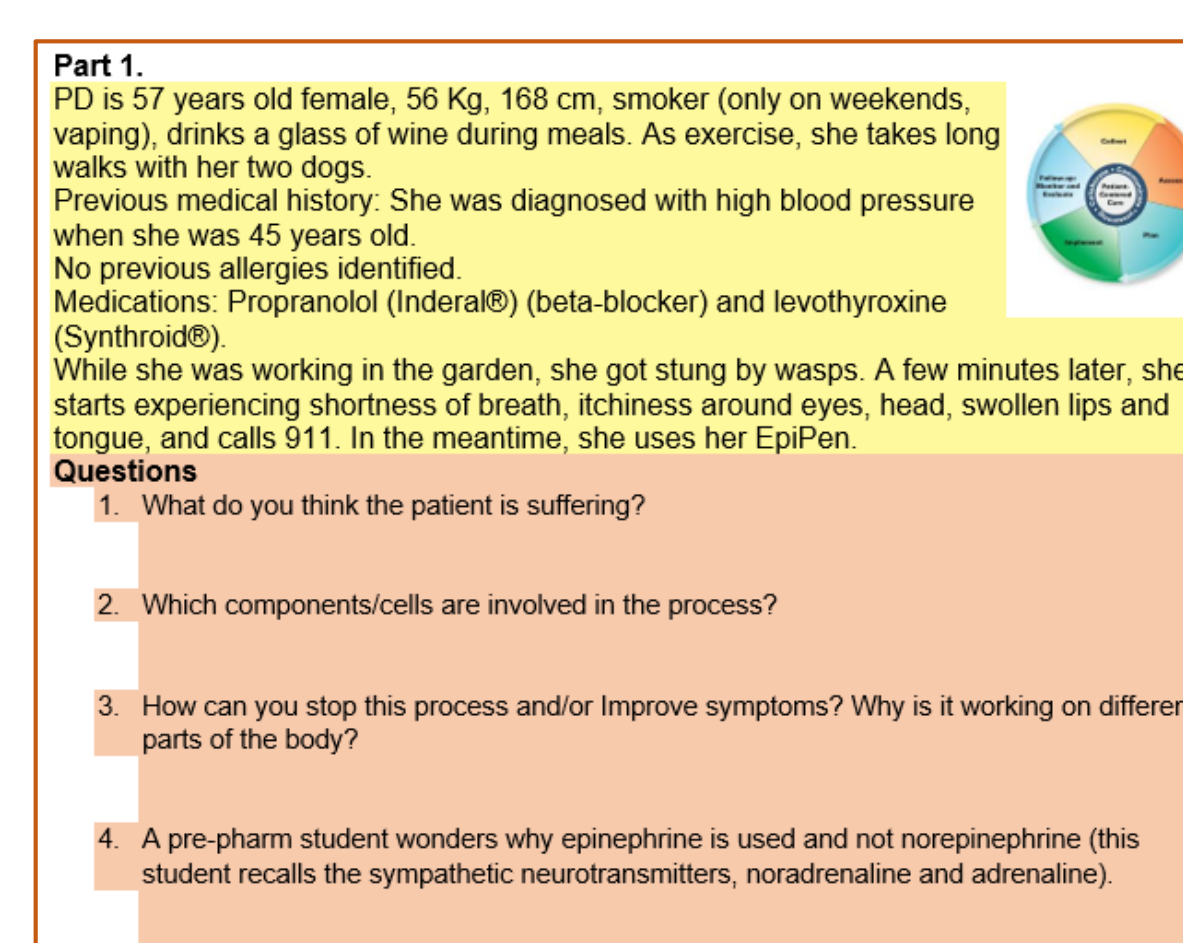 Part 1.
PD is 57 years old female, 56 Kg, 168 cm, smoker (only on weekends,
vaping), drinks a glass of wine during meals. As exercise, she takes long
walks with her two dogs.
Previous medical history: She was diagnosed with high blood pressure
when she was 45 years old.
No previous allergies identified.
Medications: Propranolol (Inderal®) (beta-blocker) and levothyroxine
(Synthroid®).
While she was working in the garden, she got stung by wasps. A few minutes later, she
starts experiencing shortness of breath, itchiness around eyes, head, swollen lips and
tongue, and calls 911. In the meantime, she uses her EpiPen.
Collect
Assess
Plan
Implement
Follow-up:
Monitor and
Evaluate
Patient-
Centered
Care
Questions
1. What do you think the patient is suffering?
2. Which components/cells are involved in the process?
3. How can you stop this process and/or Improve symptoms? Why is it working on differen
parts of the body?
4. A pre-pharm student wonders why epinephrine is used and not norepinephrine (this
student recalls the sympathetic neurotransmitters, noradrenaline and adrenaline).